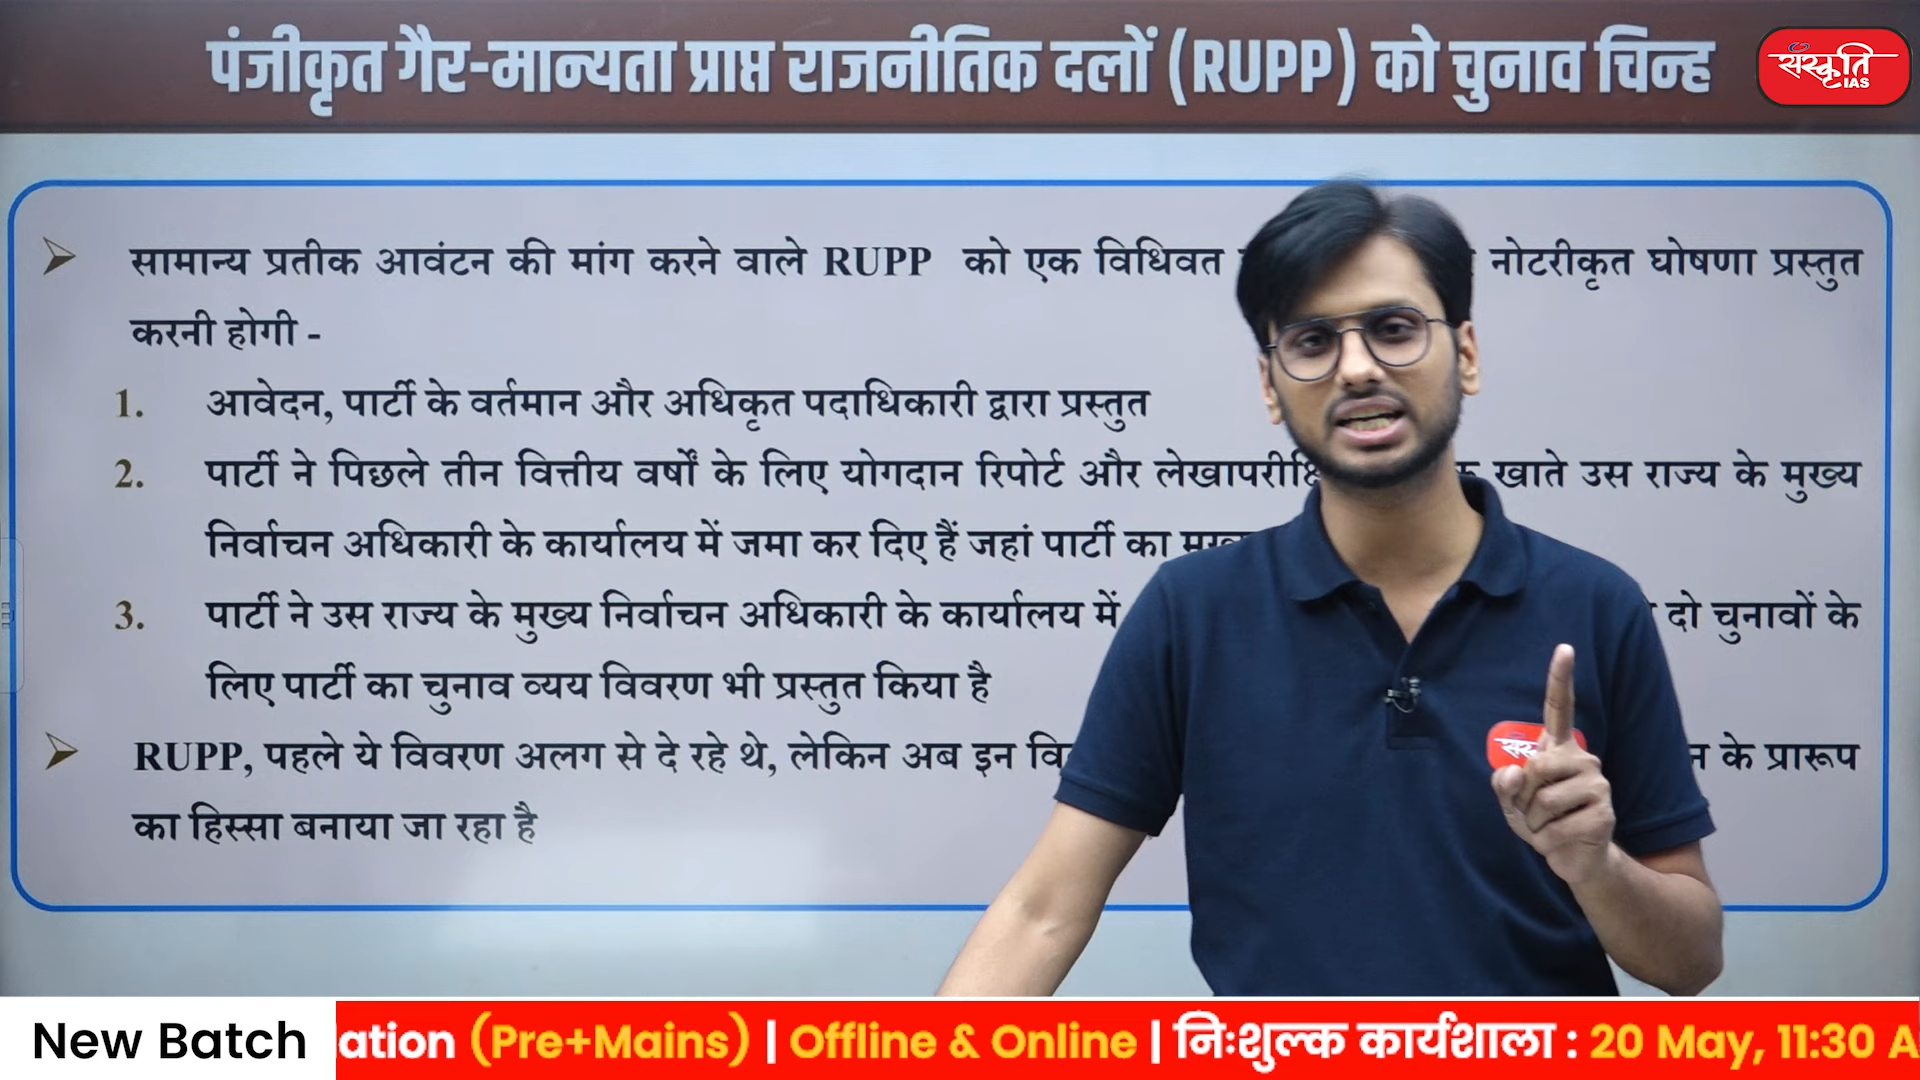 पंजीकृत गैर-मान्यता प्राप्त राजनीतिक दलों (RUPP) को चुनाव चिन्ह
संस्कृति
IAS
सामान्य प्रतीक आवंटन की मांग करने वाले RUPP को एक विधिवत नोटरीकृत घोषणा प्रस्तुत
करनी होगी -
1. आवेदन, पार्टी के वर्तमान और अधिकृत पदाधिकारी द्वारा प्रस्तुत
2. पार्टी ने पिछले तीन वित्तीय वर्षों के लिए योगदान रिपोर्ट और खाते उस राज्य के मुख्य
निर्वाचन अधिकारी के कार्यालय में जमा कर दिए हैं जहां पार्टी का
3. पार्टी ने उस राज्य के मुख्य निर्वाचन अधिकारी के कार्यालय में दो चुनावों के
लिए पार्टी का चुनाव व्यय विवरण भी प्रस्तुत किया है
RUPP, पहले ये विवरण अलग से दे रहे थे, लेकिन अब इन के प्रारूप
का हिस्सा बनाया जा रहा है
New Batch
(Pre+Mains) | Offline & Online | निःशुल्क कार्यशाला : 20 May, 11:30